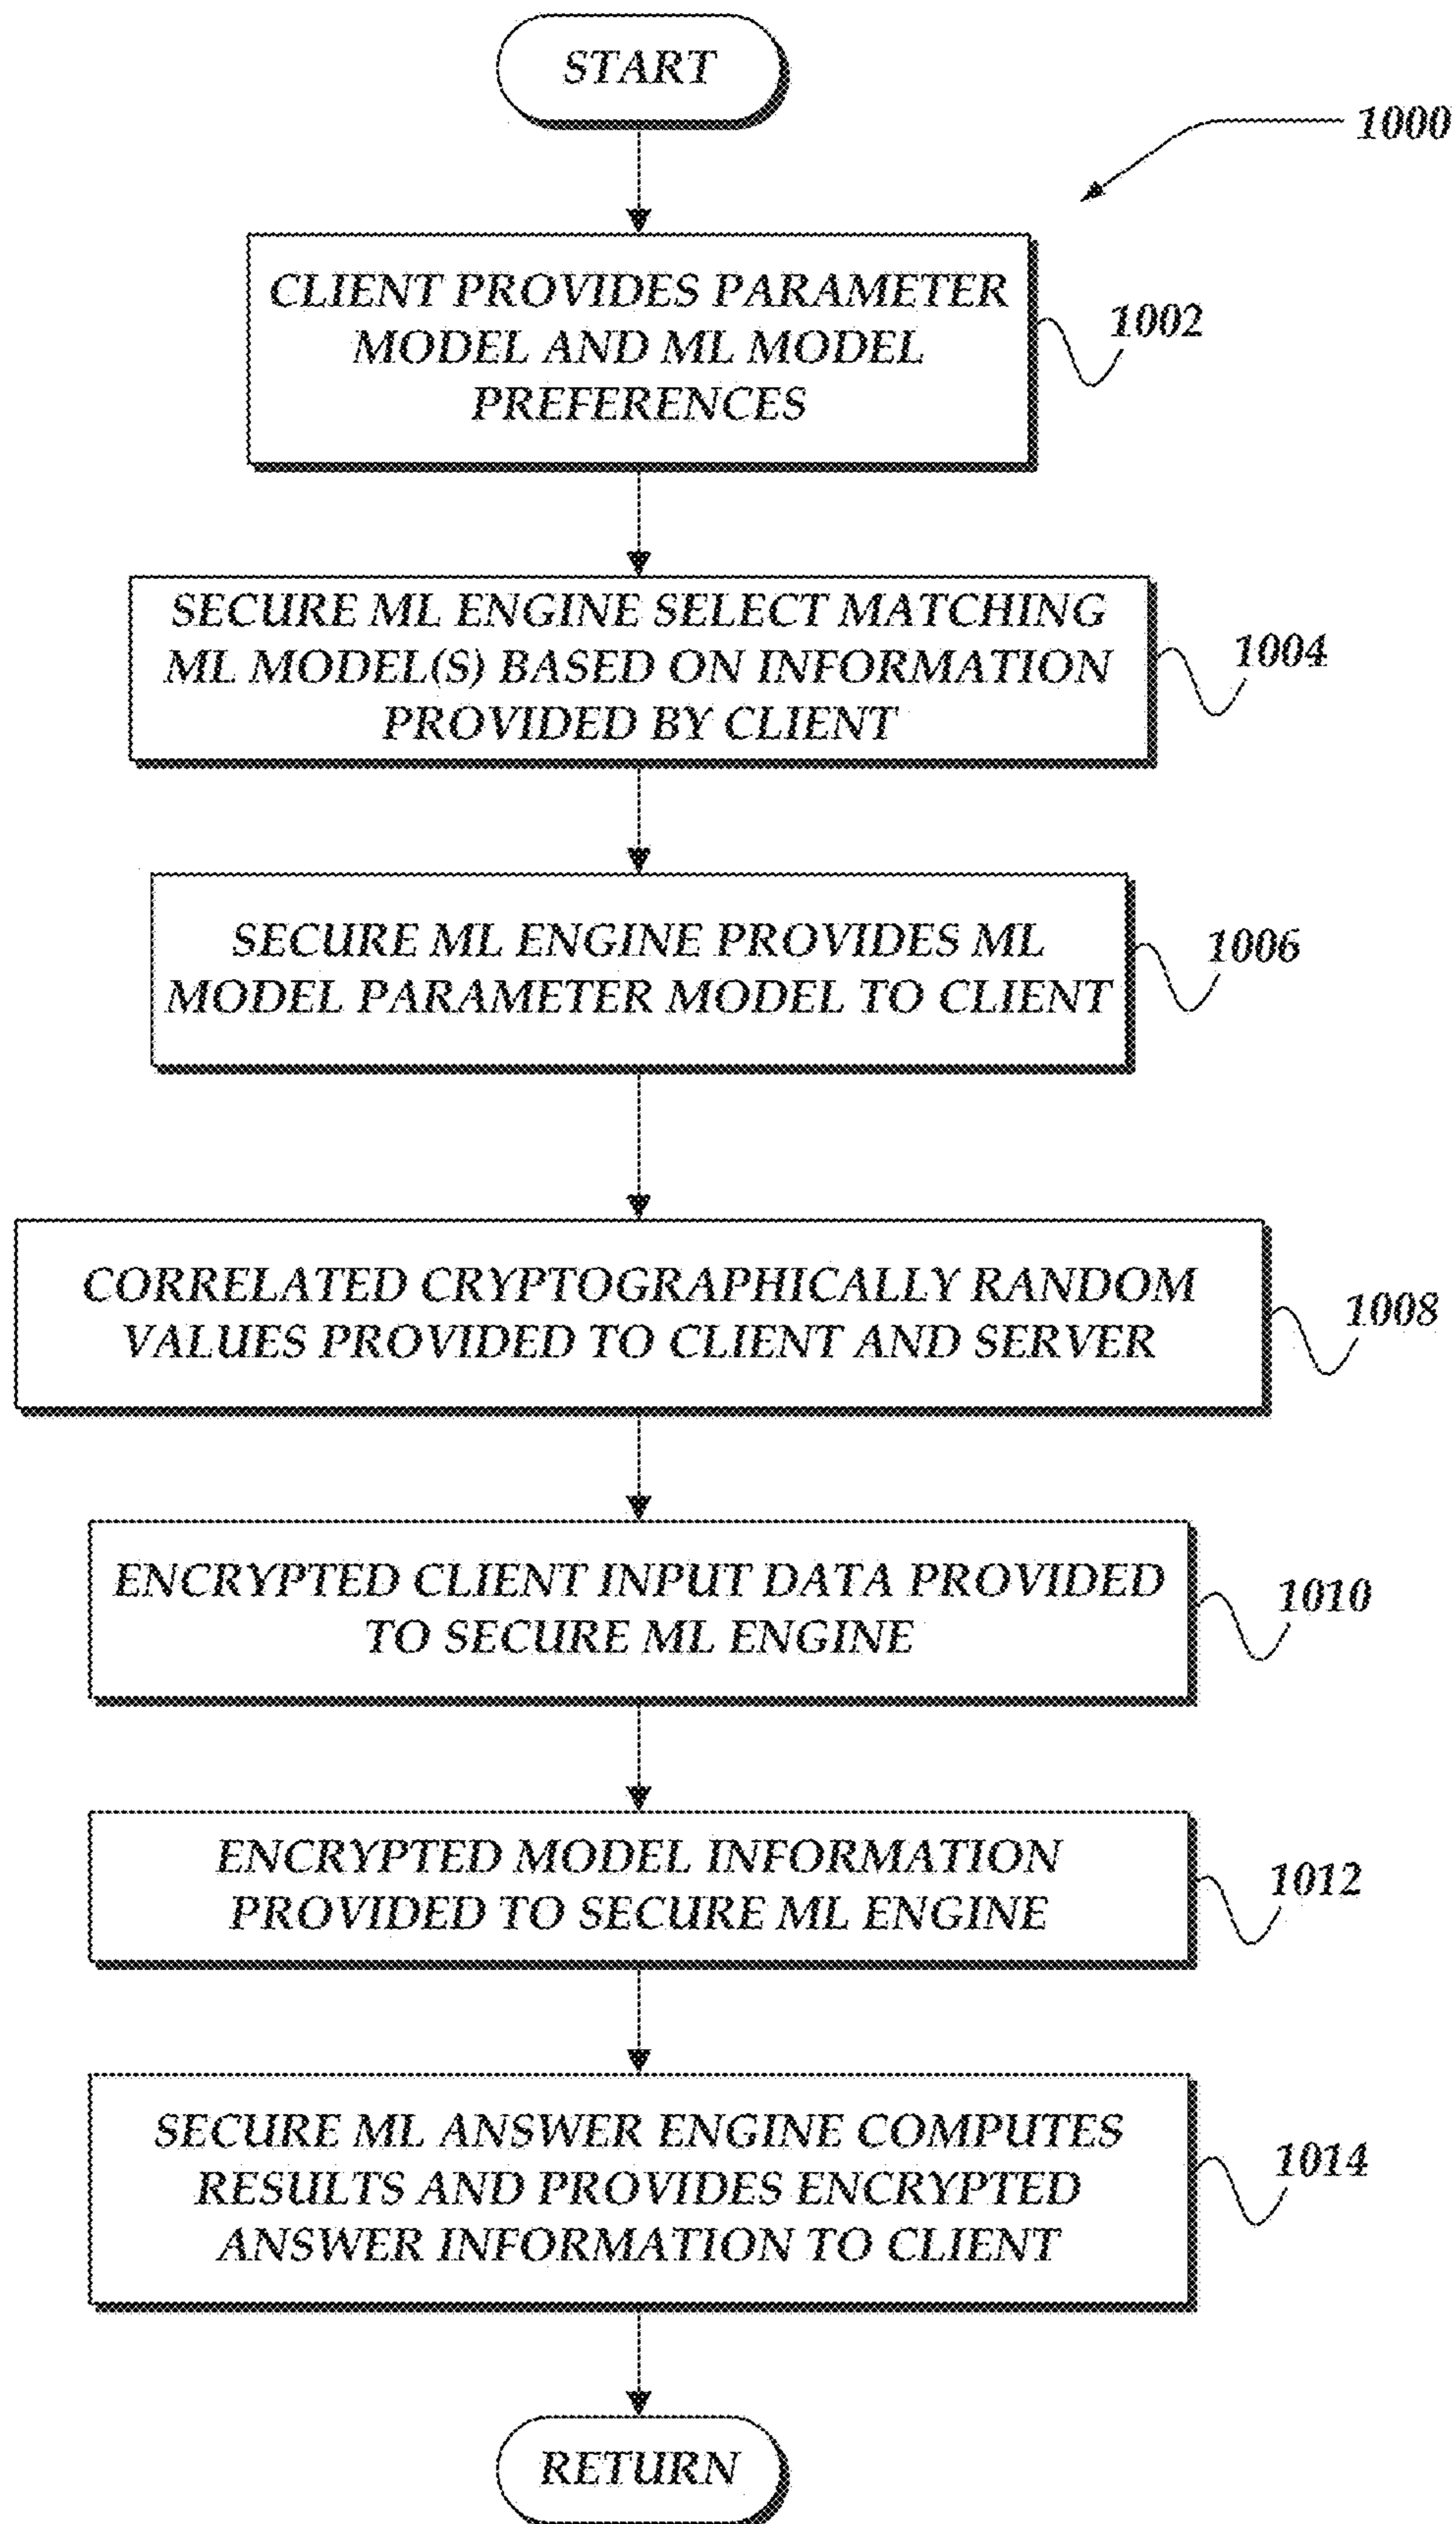 START
1000
CLIENT PROVIDES PARAMETER
MODEL AND ML MODEL
PREFERENCES
1002
SECURE ML ENGINE SELECT MATCHING
ML MODEL(S) BASED ON INFORMATION
PROVIDED BY CLIENT
1004
SECURE ML ENGINE PROVIDES ML
MODEL PARAMETER MODEL TO CLIENT
1006
CORRELATED CRYPTOGRAPHICALLY RANDOM
VALUES PROVIDED TO CLIENT AND SERVER
1008
ENCRYPTED CLIENT INPUT DATA PROVIDED
TO SECURE ML ENGINE
1010
ENCRYPTED MODEL INFORMATION
PROVIDED TO SECURE ML ENGINE
1012
SECURE ML ANSWER ENGINE COMPUTES
RESULTS AND PROVIDES ENCRYPTED
ANSWER INFORMATION TO CLIENT
1014
RETURN